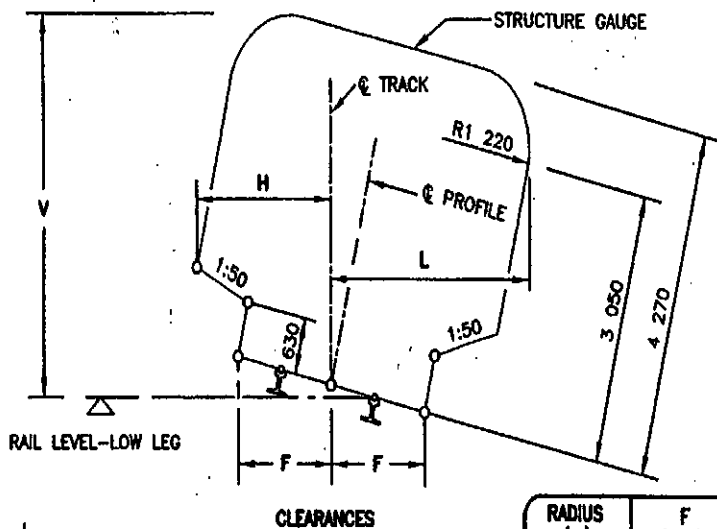 STRUCTURE GAUGE
℄ TRACK
R1 220
H
℄ PROFILE
V
L
1:50
1:50
630
3 050
4 270
RAIL LEVEL-LOW LEG
F
F
CLEARANCES
RADIUS
F